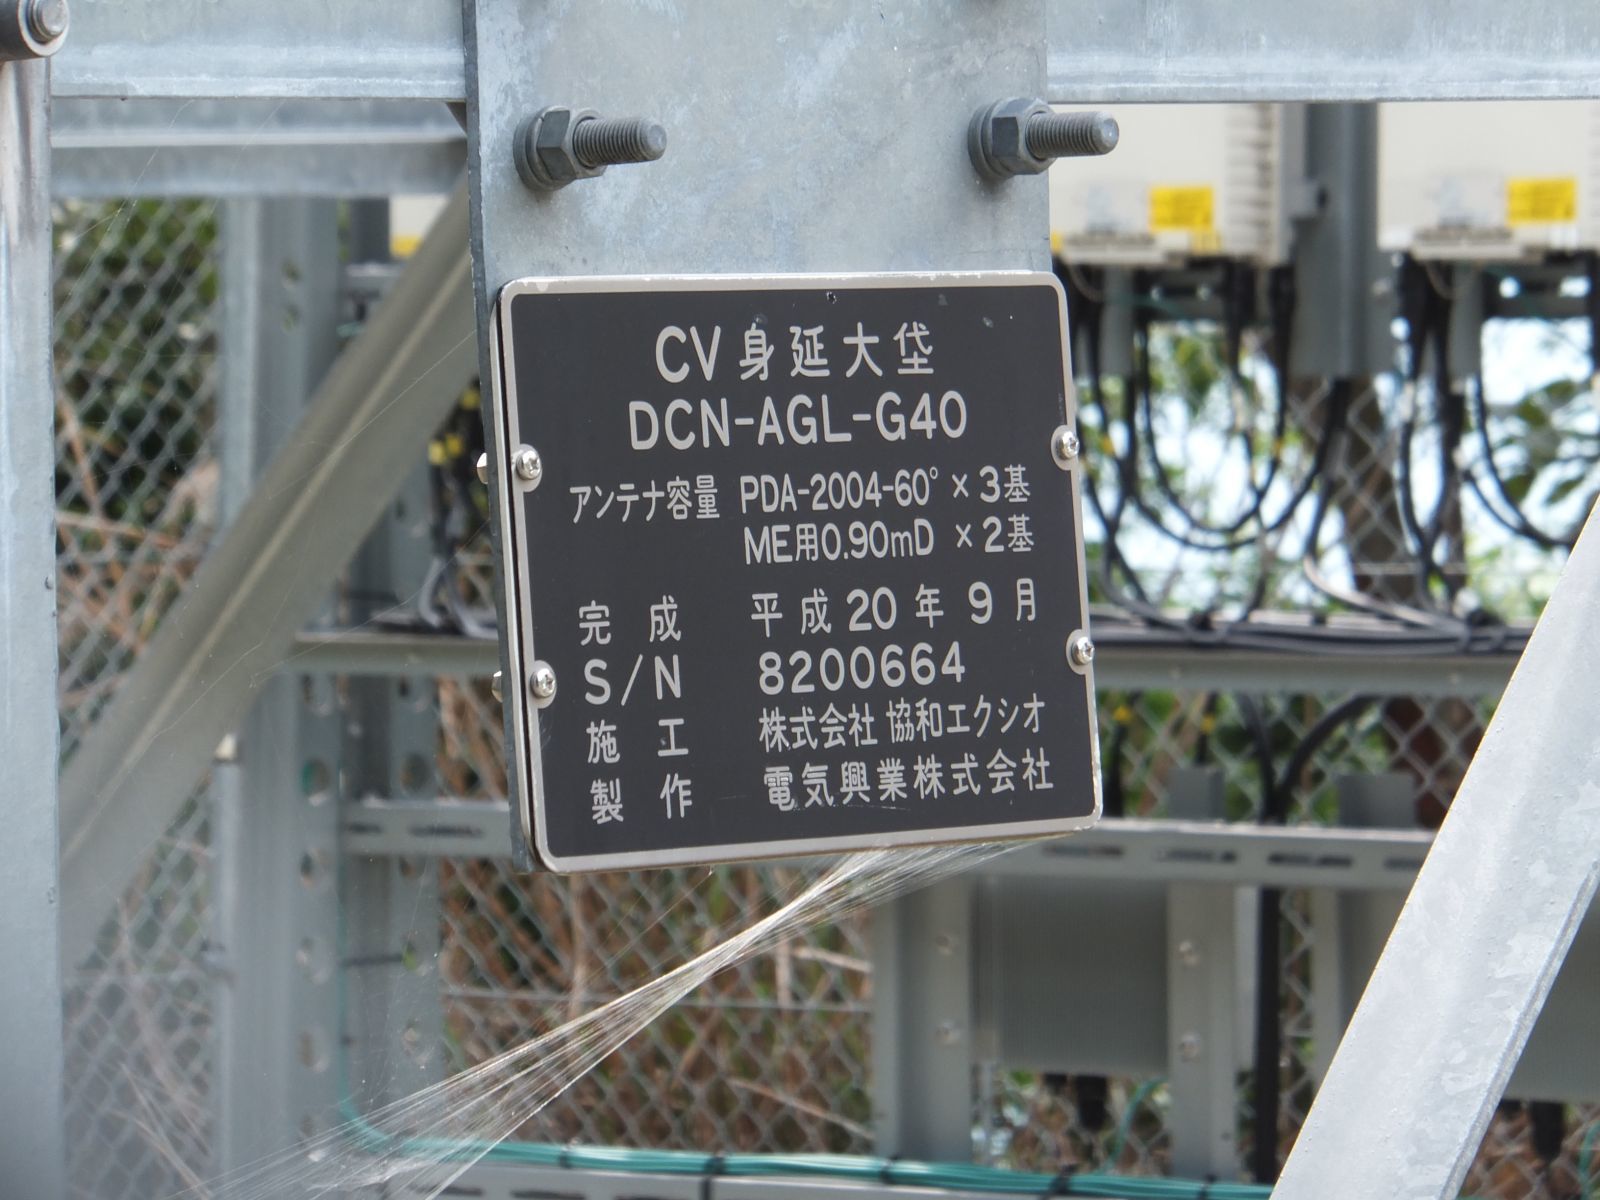 CV 身延大垈
DCN-AGL-G40
アンテナ容量 PDA-2004-60° × 3基
ME用0.90mD × 2基
完成 平成20年9月
S/N 8200664
施工 株式会社 協和エクシオ
製作 電気興業株式会社